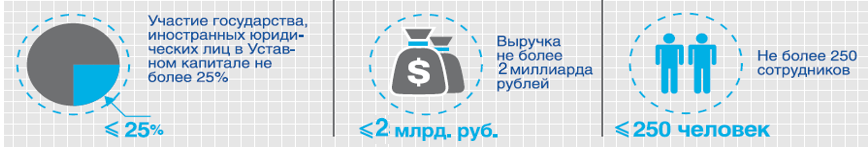 Участие государства,
иностранных юриди-
ческих лиц в Устав-
ном капитале не
более 25%
⩽ 25%
$
Выручка
не более
2 миллиарда
рублей
⩽2 млрд. руб.
Не более 250
сотрудников
⩽ 250 человек